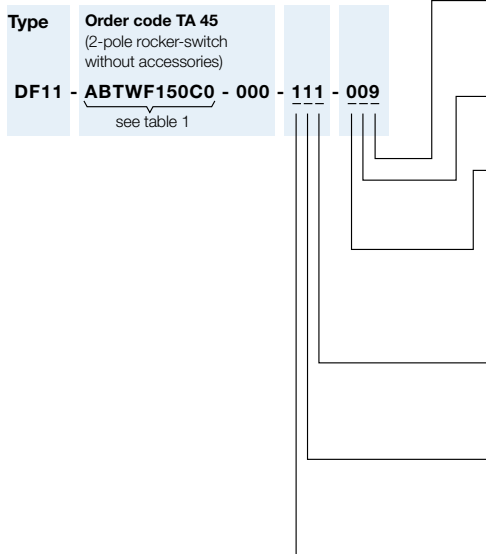 Type
Order code TA 45
(2-pole rocker-switch
without accessories)
DF11 - ABTWF150C0 - 000 - 111 - 009
see table 1